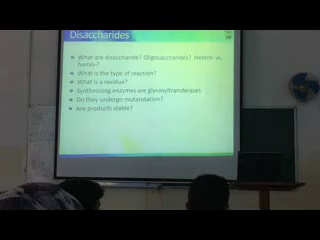 Disaccharides
What are disaccharide? Oligosaccharides? Hetero- vs.
homo-?
What is the type of reaction?
What is a residue?
Synthesizing enzymes are glycosyltransferases
Do they undergo mutarotation?
Are products stable?